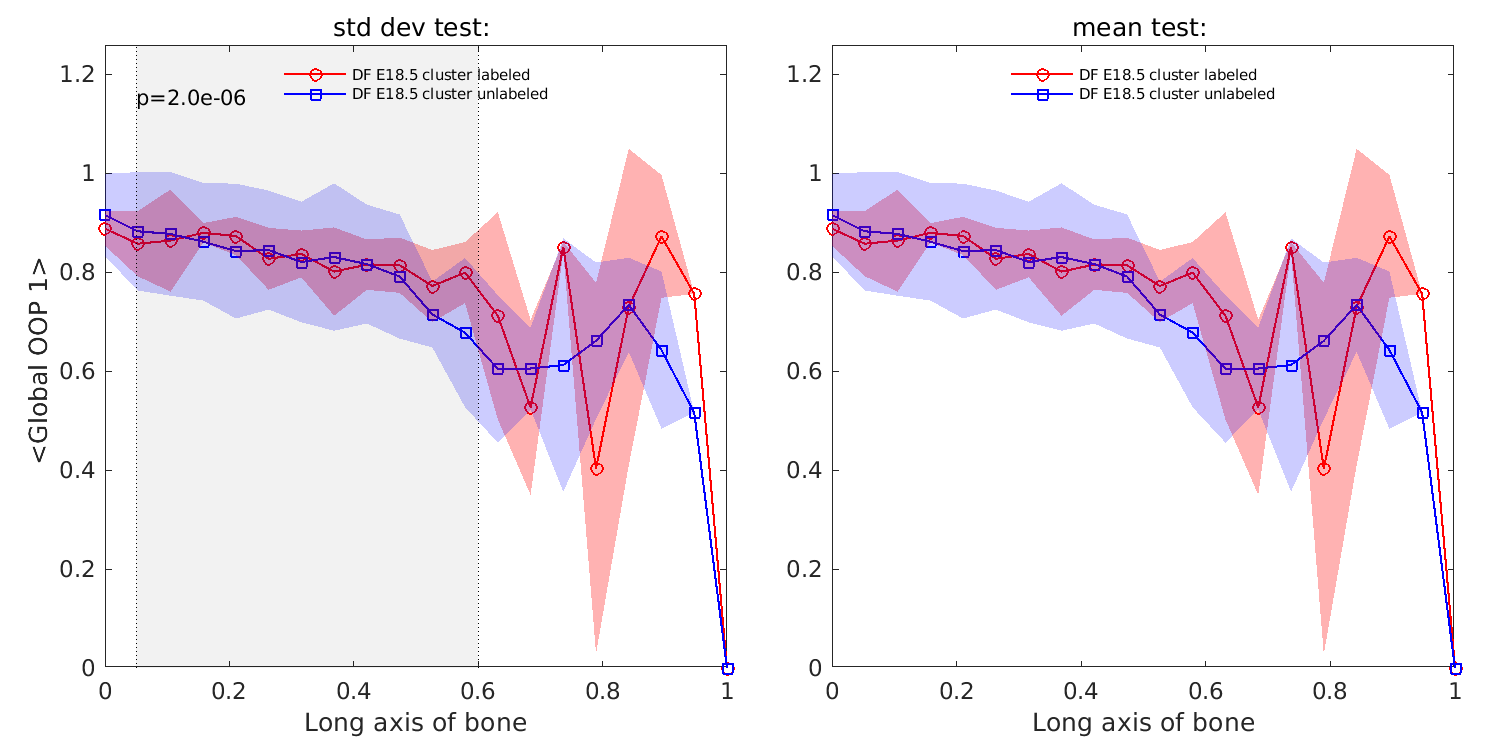 std dev test:
DF E18.5 cluster labeled
DF E18.5 cluster unlabeled
p=2.0e-06
<Global OOP 1>
1.2
1
0.8
0.6
0.4
0.2
0
0 0.2 0.4 0.6 0.8 1
Long axis of bone
mean test:
DF E18.5 cluster labeled
DF E18.5 cluster unlabeled
1.2
1
0.8
0.6
0.4
0.2
0
0 0.2 0.4 0.6 0.8 1
Long axis of bone